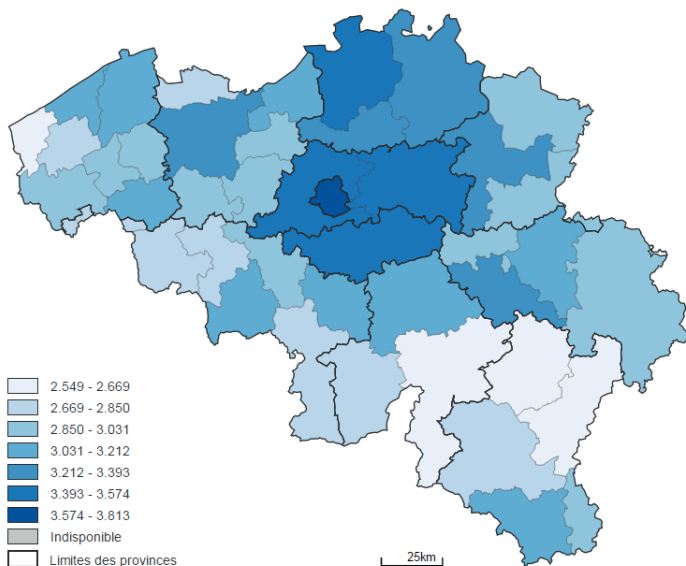 2.549 - 2.669
2.669 - 2.850
2.850 - 3.031
3.031 - 3.212
3.212 - 3.393
3.393 - 3.574
3.574 - 3.813
Indisponible
Limites des provinces
25km